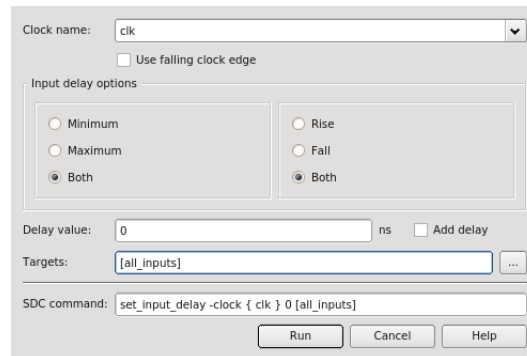 Clock name: clk
Use falling clock edge
Input delay options
Minimum
Maximum
Both
Rise
Fall
Both
Delay value: 0 ns Add delay
Targets: [all_inputs] ...
SDC command: set_input_delay -clock { clk } 0 [all_inputs]
Run Cancel Help